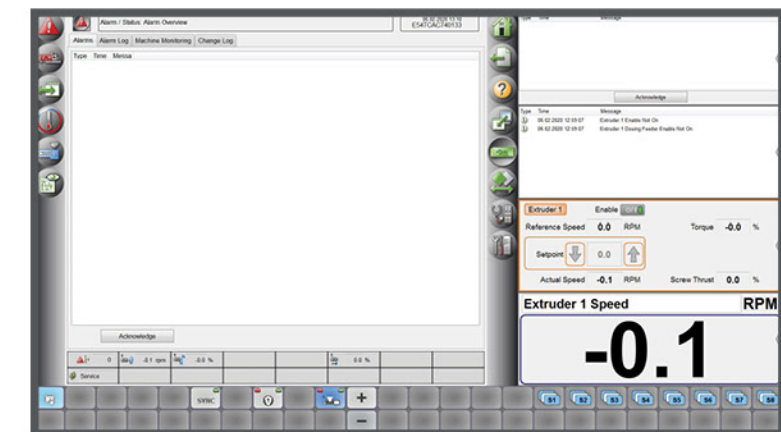 Alarm / Status Alarm Overview
06.02.2020 13:10
E547CAC740133
Alarms Alarm Log Machine Monitoring Change Log
Type Time Messa
Acknowledge
0 -0.1 rpm -0.0 % 0.0 %
Service
SYNC
+
−
Type Time Message
Acknowledge
Type Time Message
06.02.2020 12:59:07 Extruder 1 Enable Not On
06.02.2020 12:59:07 Extruder 1 Dosing Feeder Enable Not On
Extruder 1 Enable
Reference Speed 0.0 RPM Torque -0.0 %
Setpoint 0.0
Actual Speed -0.1 RPM Screw Thrust 0.0 %
Extruder 1 Speed RPM
-0.1
S1 S2 S3 S4 S5 S6 S7 S8